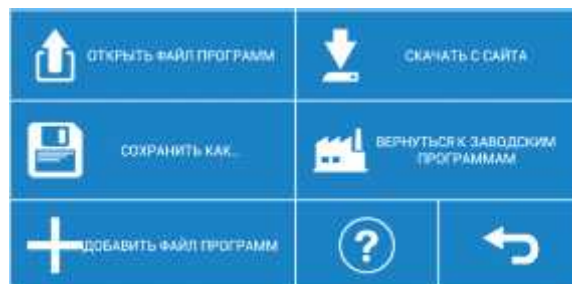 ОТКРЫТЬ ФАЙЛ ПРОГРАММ
СКАЧАТЬ С САЙТА
СОХРАНИТЬ КАК...
ВЕРНУТЬСЯ К ЗАВОДСКИМ
ПРОГРАММАМ
ДОБАВИТЬ ФАЙЛ ПРОГРАММ
?